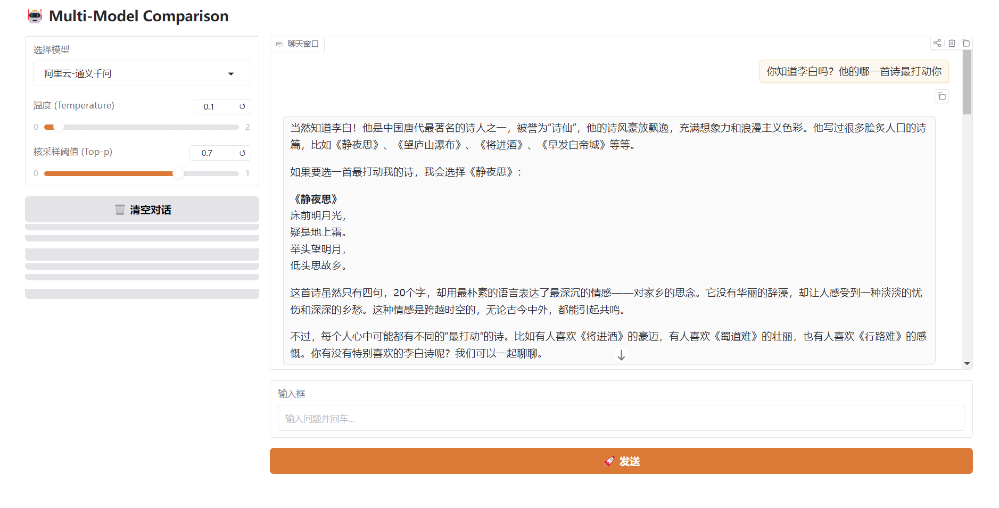 Multi-Model Comparison
选择模型
阿里云-通义千问
温度 (Temperature)
0.1
0
2
核采样阈值 (Top-p)
0.7
0
1
清空对话
聊天窗口
你知道李白吗？他的哪一首诗最打动你
当然知道李白！他是中国唐代最著名的诗人之一，被誉为“诗仙”，他的诗风豪放飘逸，充满想象力和浪漫主义色彩。他写过很多脍炙人口的诗
篇，比如《静夜思》、《望庐山瀑布》、《将进酒》、《早发白帝城》等等。
如果要选一首最打动我的诗，我会选择《静夜思》：
《静夜思》
床前明月光，
疑是地上霜。
举头望明月，
低头思故乡。
这首诗虽然只有四句，20个字，却用最朴素的语言表达了最深沉的情感——对家乡的思念。它没有华丽的辞藻，却让人感受到一种淡淡的忧
伤和深深的乡愁。这种情感是跨越时空的，无论古今中外，都能引起共鸣。
不过，每个人心中可能都有不同的“最打动”的诗。比如有人喜欢《将进酒》的豪迈，有人喜欢《蜀道难》的壮丽，也有人喜欢《行路难》的感
慨。你有没有特别喜欢的李白诗呢？我们可以一起聊聊。
输入框
输入问题并回车...
发送